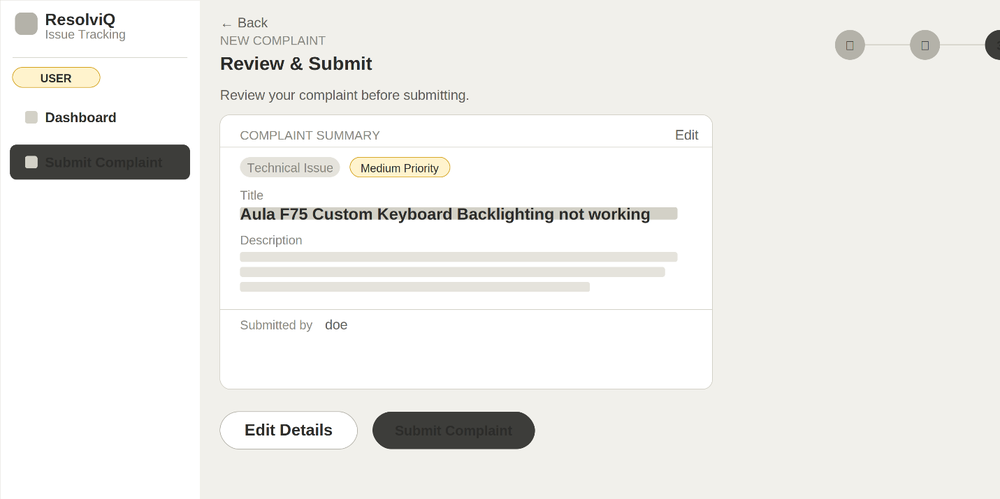 ResolviQ
Issue Tracking
USER
Dashboard
Submit Complaint
← Back
NEW COMPLAINT
Review & Submit
Review your complaint before submitting.
COMPLAINT SUMMARY
Edit
Technical Issue
Medium Priority
Title
Aula F75 Custom Keyboard Backlighting not working
Description
Submitted by doe
Edit Details
Submit Complaint